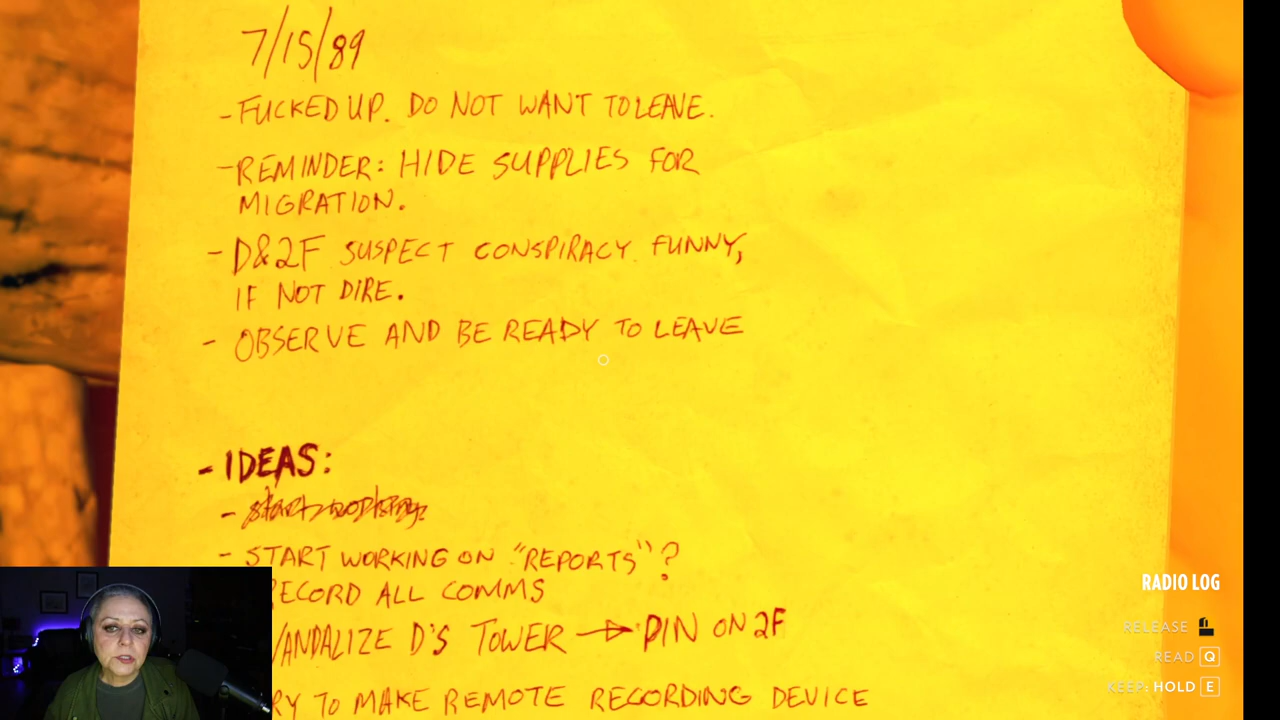 7/15/89
- FUCKED UP. DO NOT WANT TO LEAVE.
- REMINDER: HIDE SUPPLIES FOR
MIGRATION.
- D&2F SUSPECT CONSPIRACY. FUNNY,
IF NOT DIRE.
- OBSERVE AND BE READY TO LEAVE
- IDEAS:
- START WORKING ON "REPORTS"?
ECORD ALL COMMS
VANDALIZE D'S TOWER → PIN ON 2F
RY TO MAKE REMOTE RECORDING DEVICE
RADIO LOG
RELEASE
READ Q
KEEP: HOLD E